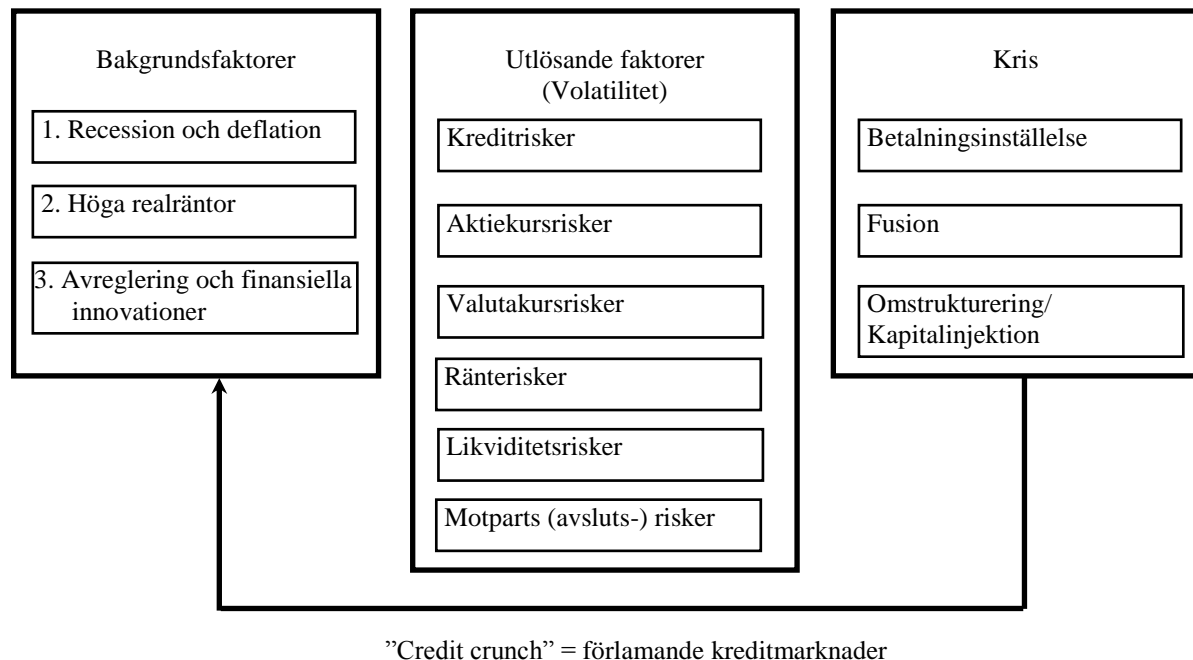 Bakgrundsfaktorer
1. Recession och deflation
2. Höga realräntor
3. Avreglering och finansiella
innovationer
Utlösande faktorer
(Volatilitet)
Kreditrisker
Aktiekursrisker
Valutakursrisker
Ränterisker
Likviditetsrisker
Motparts (avsluts-) risker
Kris
Betalningsinställelse
Fusion
Omstrukturering/
Kapitalinjektion
”Credit crunch” = förlamande kreditmarknader